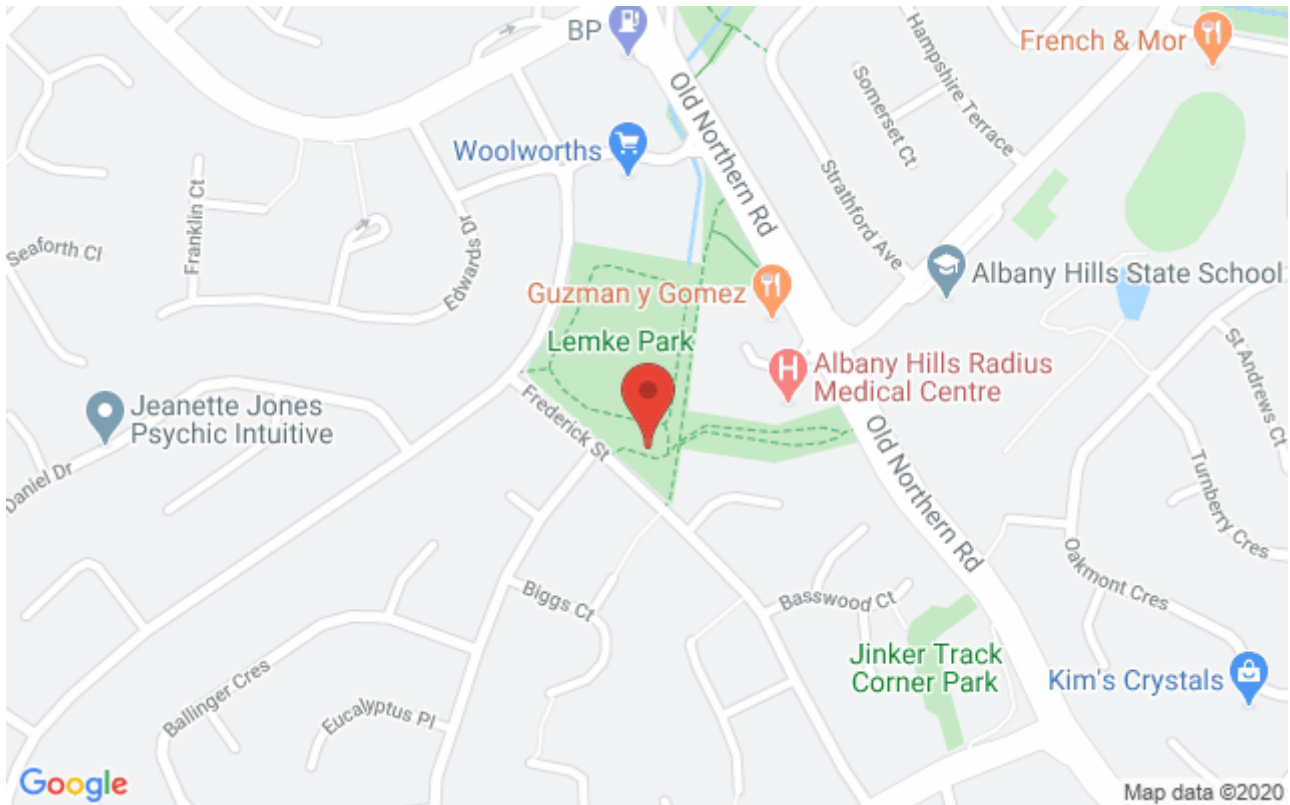 BP
French & Mor
Hampshire Terrace
Somerset Ct
Old Northern Rd
Woolworths
Strathford Ave
Franklin Ct
Seaforth Cl
Edwards Dr
Albany Hills State School
Guzman y Gomez
Lemke Park
Albany Hills Radius
Medical Centre
St Andrews Ct
Jeanette Jones
Psychic Intuitive
Frederick St
Daniel Dr
Old Northern Rd
Turnberry Cres
Oakmont Cres
Biggs Ct
Basswood Ct
Jinker Track
Corner Park
Kim's Crystals
Ballinger Cres
Eucalyptus Pl
Google
Map data ©2020